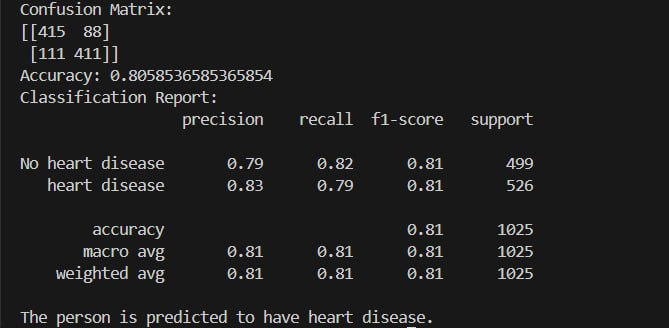 Confusion Matrix:
[[415  88]
 [111 411]]
Accuracy: 0.8058536585365854
Classification Report:
precision    recall  f1-score   support
No heart disease       0.79      0.82      0.81       499
heart disease       0.83      0.79      0.81       526
accuracy                           0.81      1025
macro avg       0.81      0.81      0.81      1025
weighted avg       0.81      0.81      0.81      1025
The person is predicted to have heart disease.